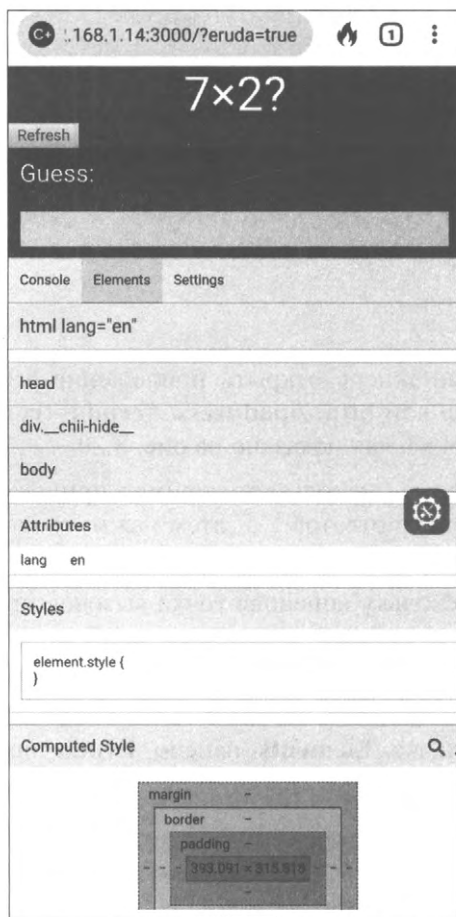 C+ .168.1.14:3000/?eruda=true 1
7×2?
Refresh
Guess:
Console Elements Settings
html lang="en"
head
div.__chii-hide__
body
Attributes
lang en
Styles
element.style {
}
Computed Style
margin -
border -
padding -
- - - 393.091 × 815.818 - - -
-